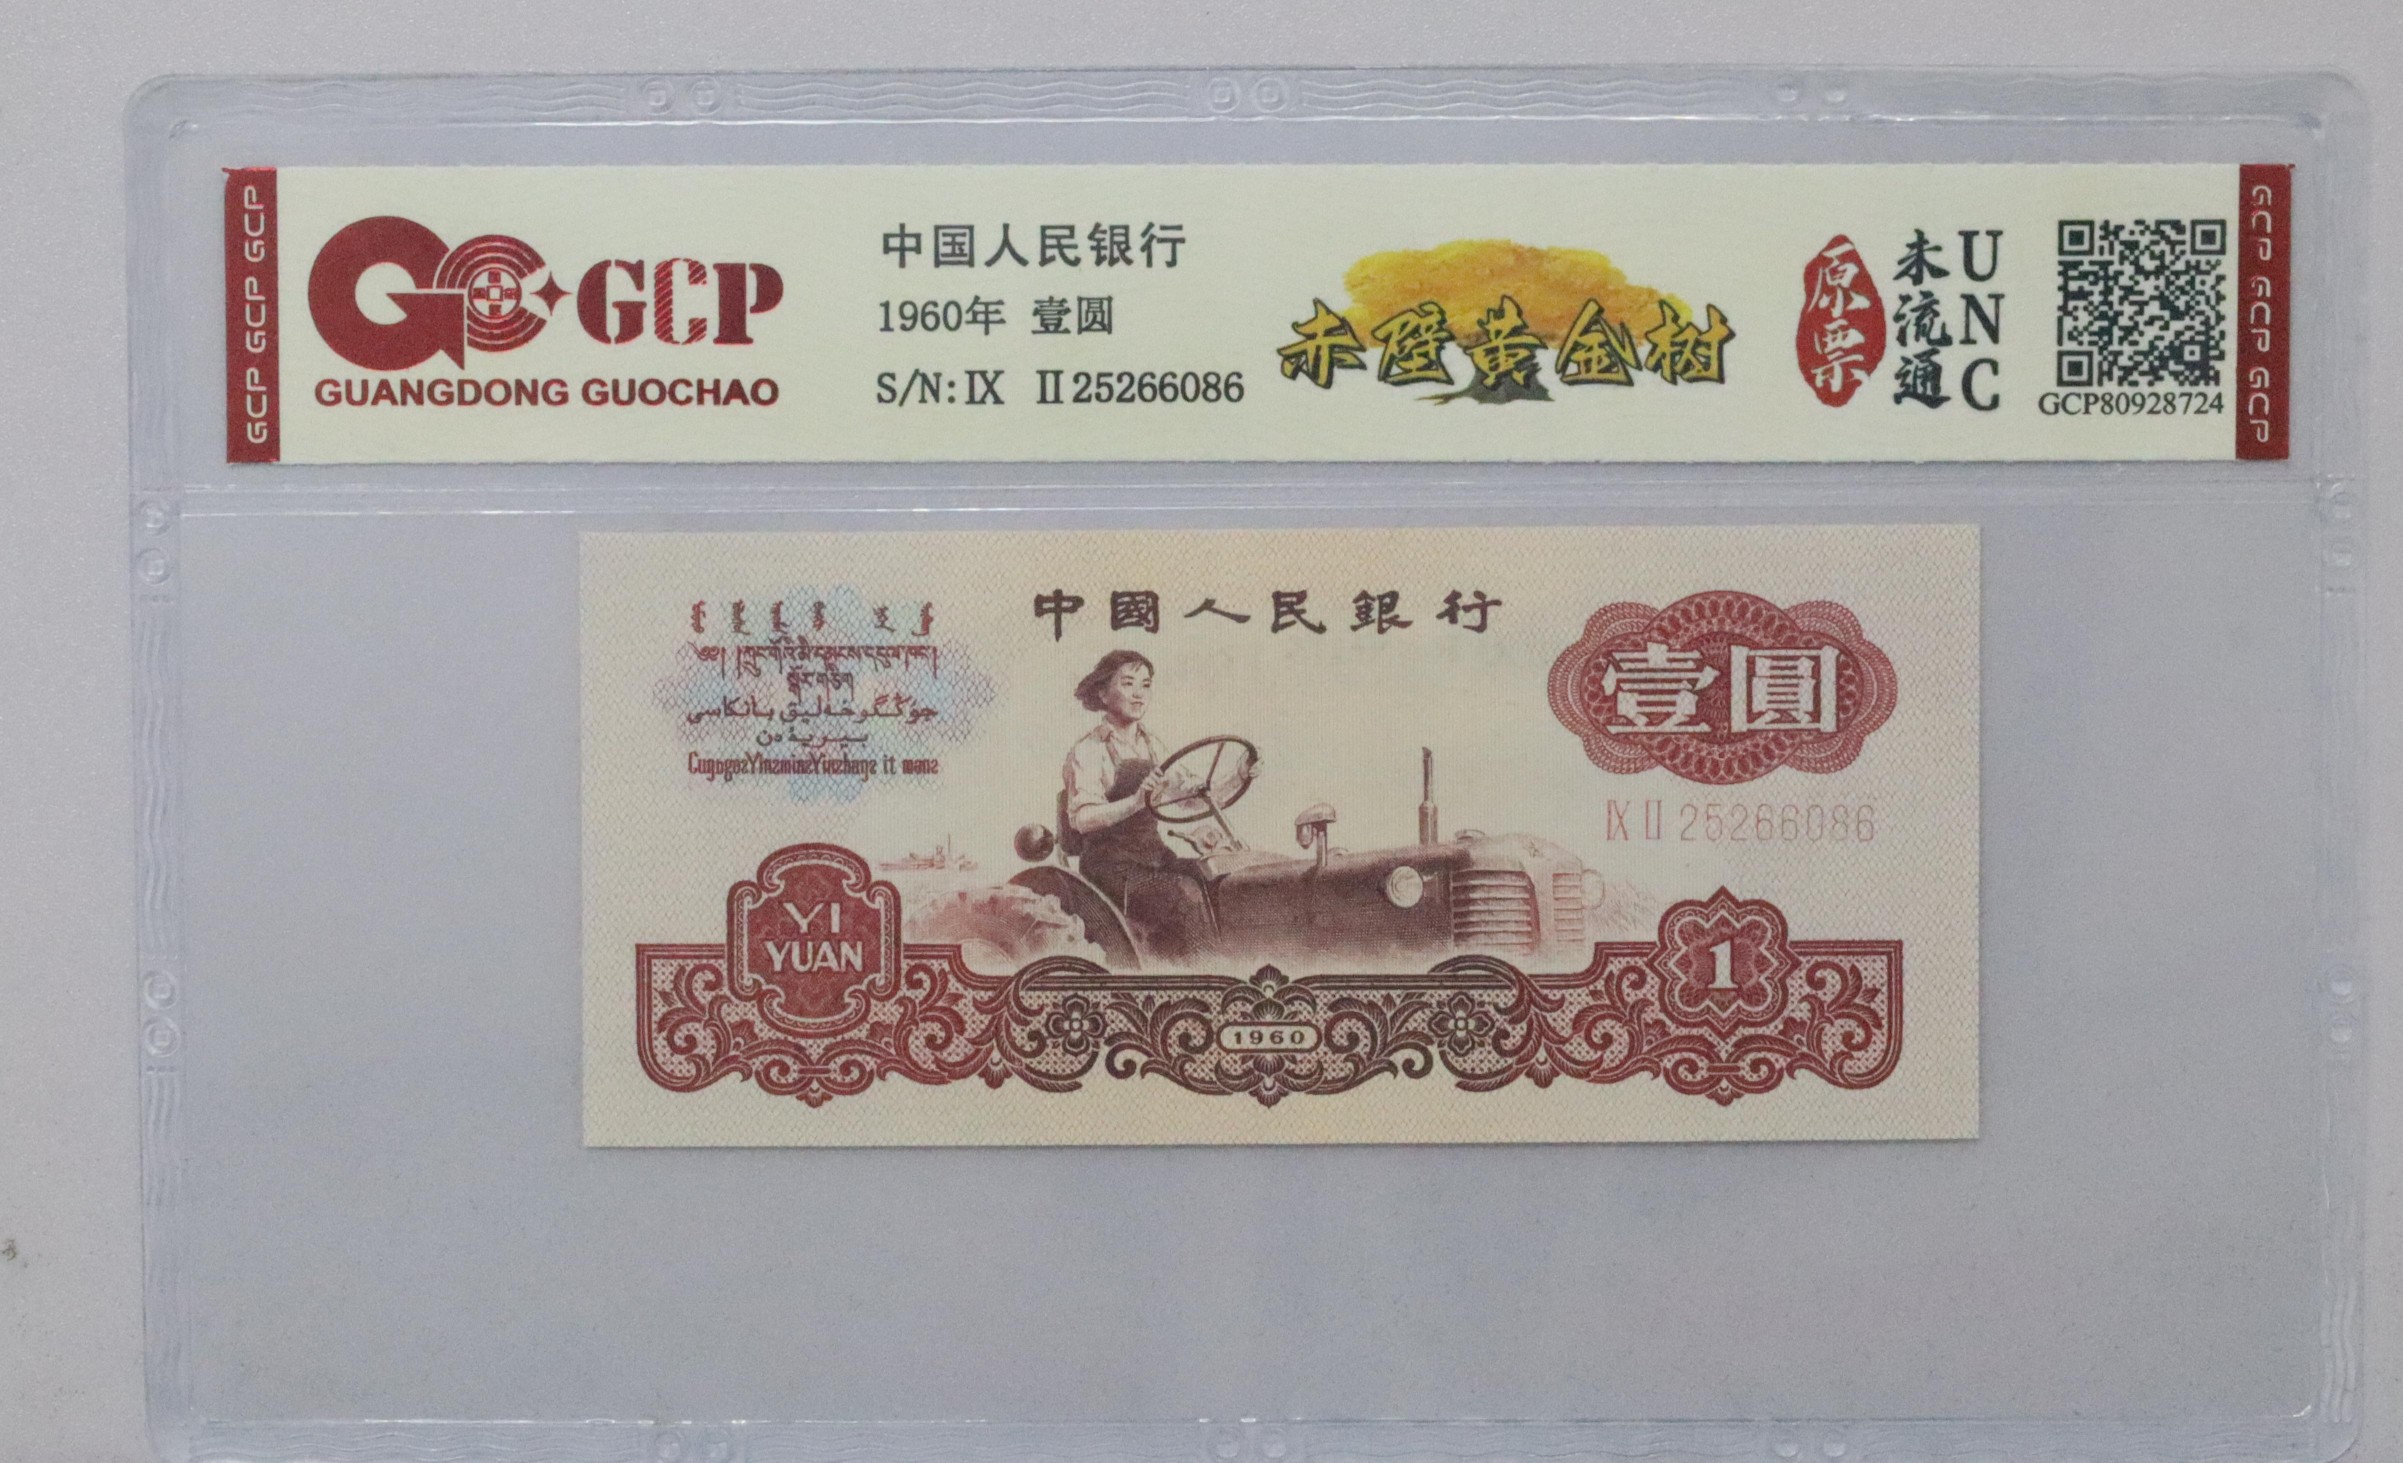 GCP GCP GCP
GCP
GUANGDONG GUOCHAO
中国人民银行
1960年 壹圆
S/N: IX II 25266086
赤壁黄金树
原票
未流通
UNC
GCP80928724
GCP GCP GCP
中國人民銀行
壹圓
IX II 25266086
YI
YUAN
1960
1